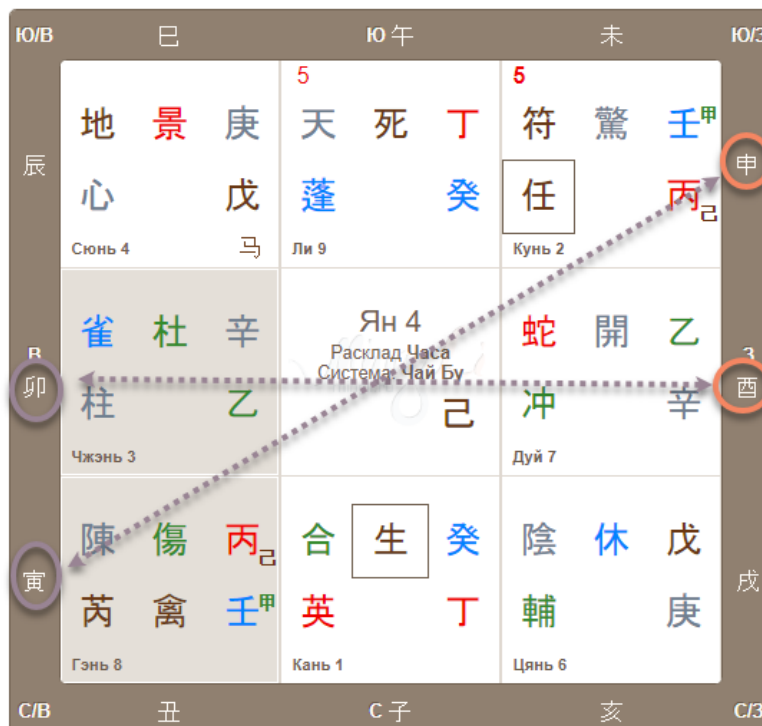 Ю/В 巳 Ю 午 未 Ю/З
5 5
地 景 庚 天 死 丁 符 驚 壬甲
辰 申
心 戊 蓬 癸 任 丙己
Сюнь 4 马 Ли 9 Кунь 2
雀 杜 辛 Ян 4 蛇 開 乙
Расклад Часа
В З
Система: Чай Бу
卯 酉
柱 乙 己 冲 辛
Чжэнь 3 Дуй 7
陳 傷 丙己 合 生 癸 陰 休 戊
寅 戌
芮 禽 壬甲 英 丁 輔 庚
Гэнь 8 Кань 1 Цянь 6
С/В 丑 С 子 亥 С/З